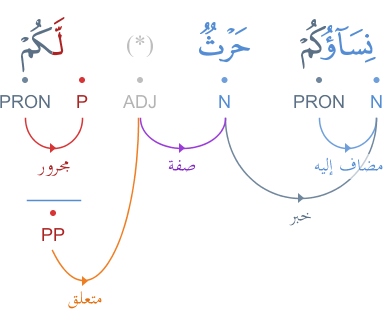 نِسَآؤُكُمْ حَرْثٌ (*) لَّكُمْ
N PRON N ADJ P PRON
مضاف إليه صفة مجرور
خبر
PP
متعلق